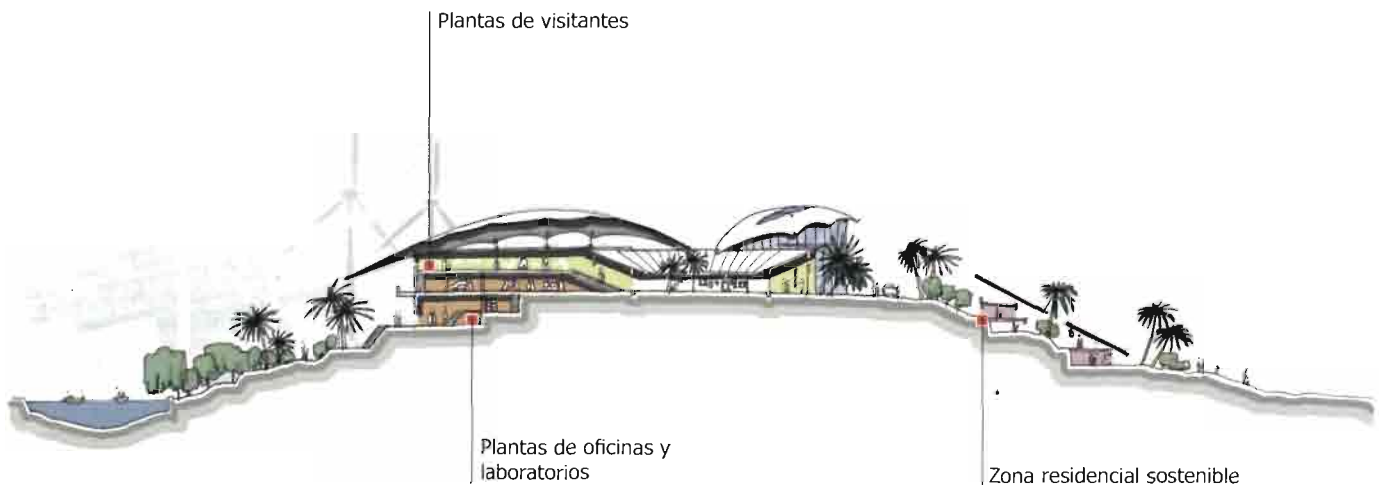 Plantas de visitantes
Plantas de oficinas y
laboratorios
Zona residencial sostenible